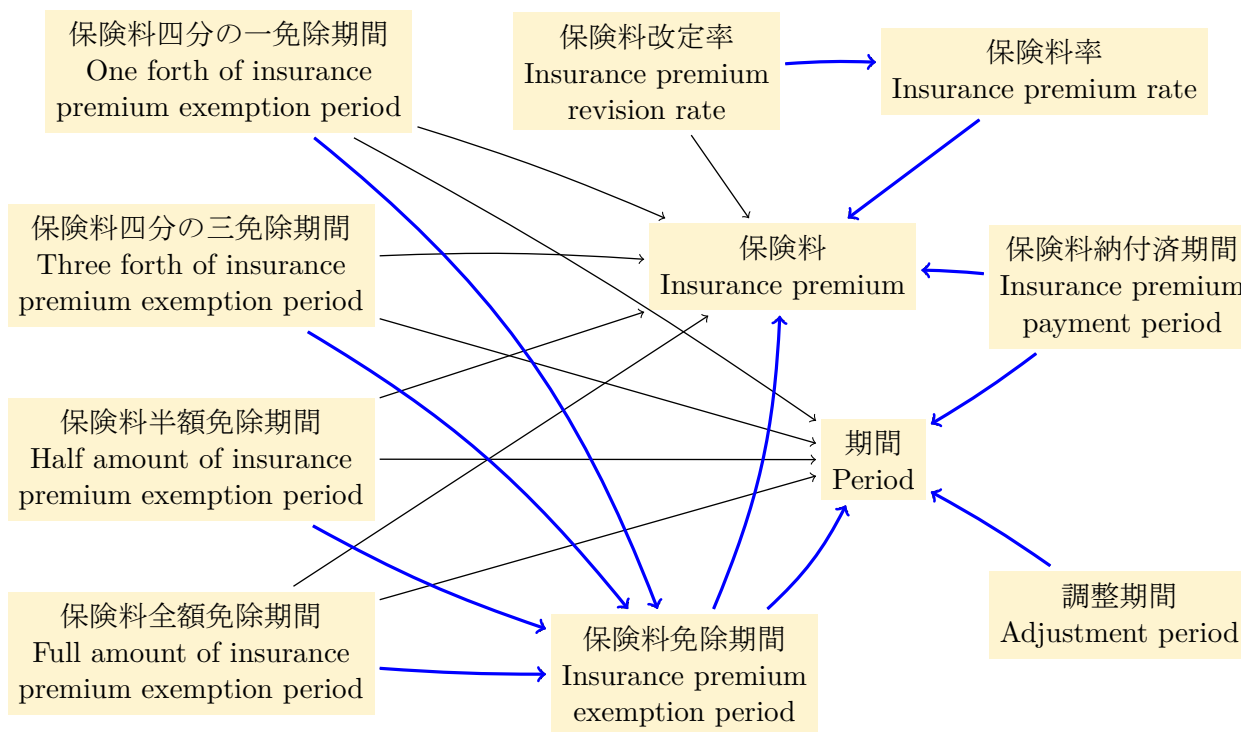 保険料四分の一免除期間
One forth of insurance
premium exemption period
保険料改定率
Insurance premium
revision rate
保険料率
Insurance premium rate
保険料四分の三免除期間
Three forth of insurance
premium exemption period
保険料
Insurance premium
保険料納付済期間
Insurance premium
payment period
保険料半額免除期間
Half amount of insurance
premium exemption period
期間
Period
保険料全額免除期間
Full amount of insurance
premium exemption period
保険料免除期間
Insurance premium
exemption period
調整期間
Adjustment period